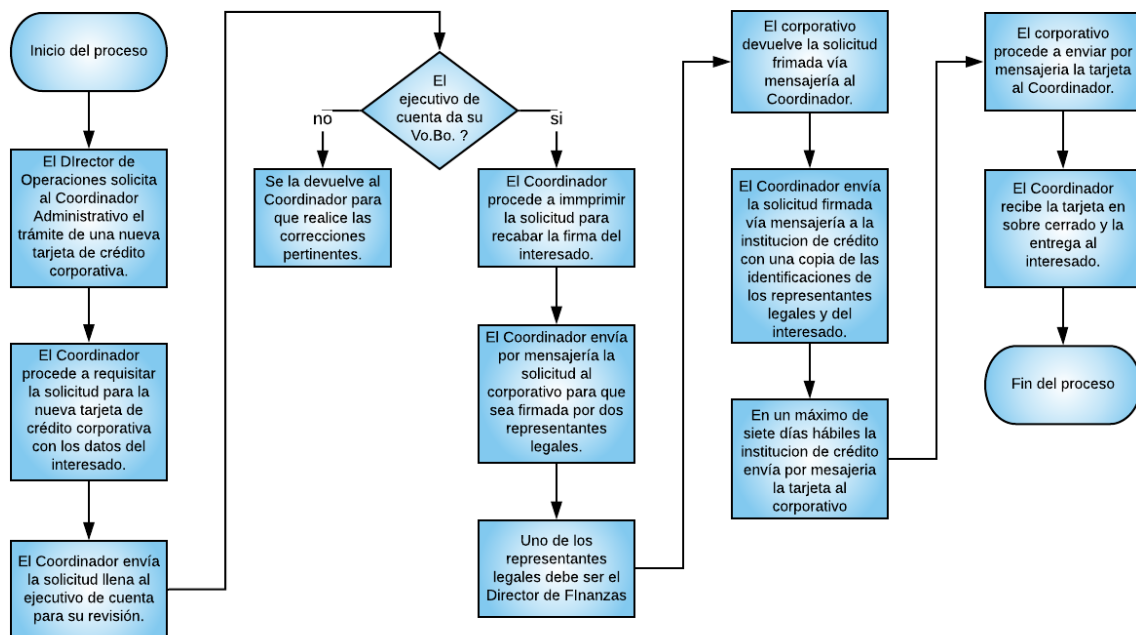 Inicio del proceso
El DIrector de
Operaciones solicita
al Coordinador
Administrativo el
trámite de una nueva
tarjeta de crédito
corporativa.
El Coordinador
procede a requisitar
la solicitud para la
nueva tarjeta de
crédito corporativa
con los datos del
interesado.
El Coordinador envía
la solicitud llena al
ejecutivo de cuenta
para su revisión.
El
ejecutivo de
cuenta da su
Vo.Bo. ?
no
si
Se la devuelve al
Coordinador para
que realice las
correcciones
pertinentes.
El Coordinador
procede a immprimir
la solicitud para
recabar la firma del
interesado.
El Coordinador envía
por mensajería la
solicitud al
corporativo para que
sea firmada por dos
representantes
legales.
Uno de los
representantes
legales debe ser el
Director de FInanzas
El corporativo
devuelve la solicitud
frimada vía
mensajería al
Coordinador.
El Coordinador envía
la solicitud firmada
vía mensajería a la
institucion de crédito
con una copia de las
identificaciones de
los representantes
legales y del
interesado.
En un máximo de
siete días hábiles la
institucion de crédito
envía por mesajeria
la tarjeta al
corporativo
El corporativo
procede a enviar por
mensajeria la tarjeta
al Coordinador.
El Coordinador
recibe la tarjeta en
sobre cerrado y la
entrega al
interesado.
Fin del proceso